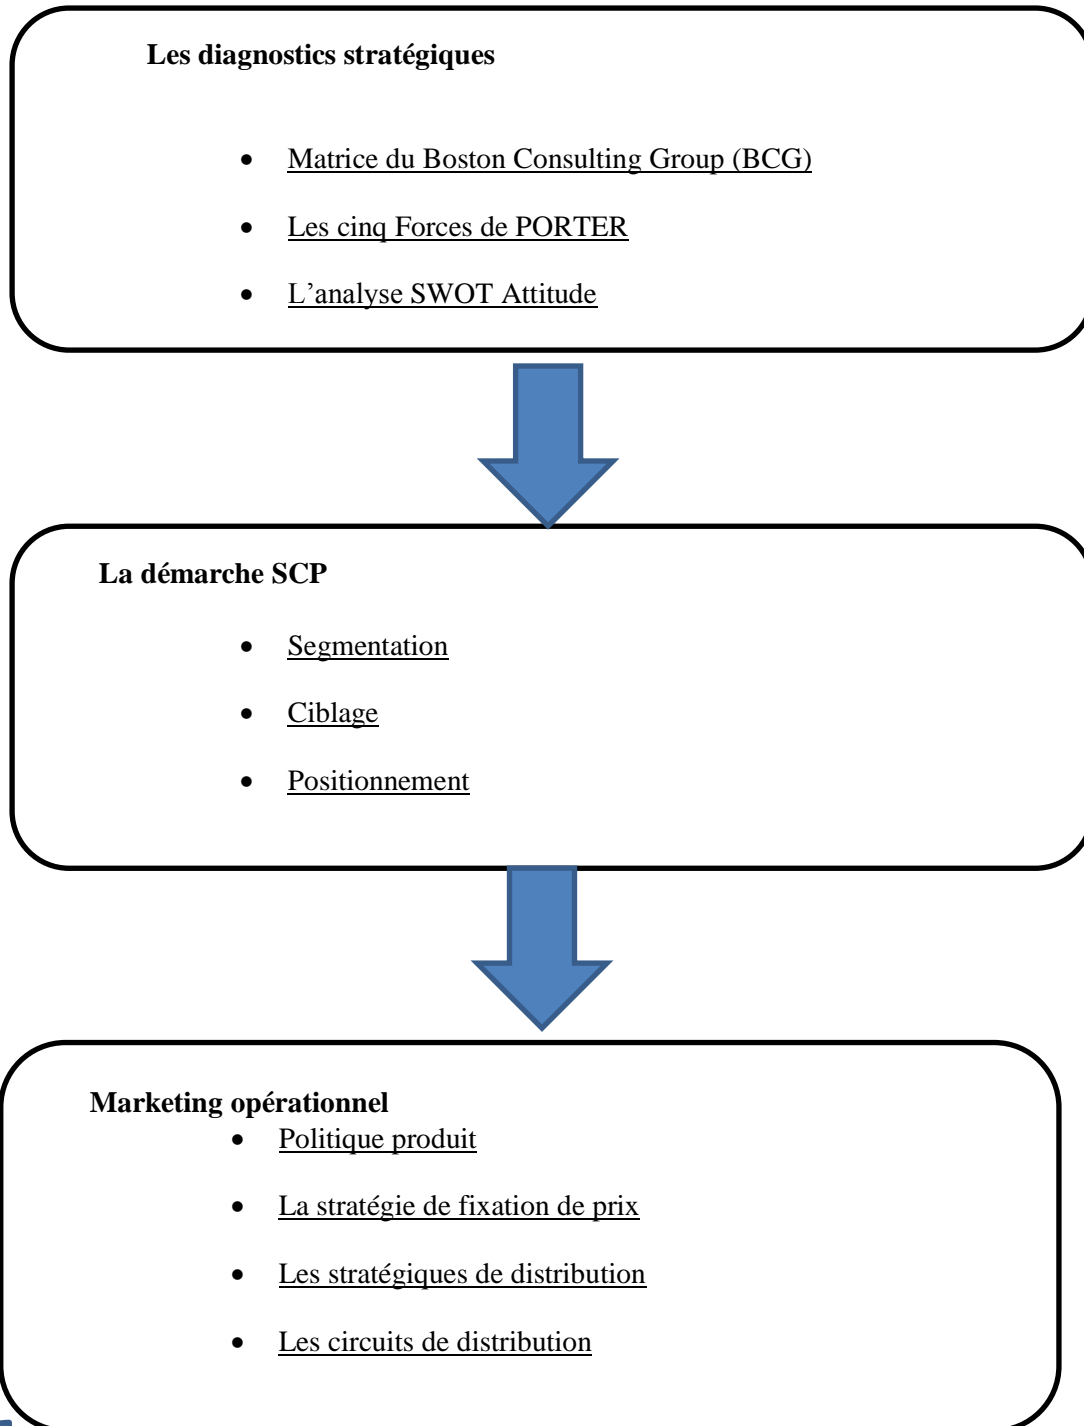 Les diagnostics stratégiques
• Matrice du Boston Consulting Group (BCG)
• Les cinq Forces de PORTER
• L’analyse SWOT Attitude
La démarche SCP
• Segmentation
• Ciblage
• Positionnement
Marketing opérationnel
• Politique produit
• La stratégie de fixation de prix
• Les stratégiques de distribution
• Les circuits de distribution